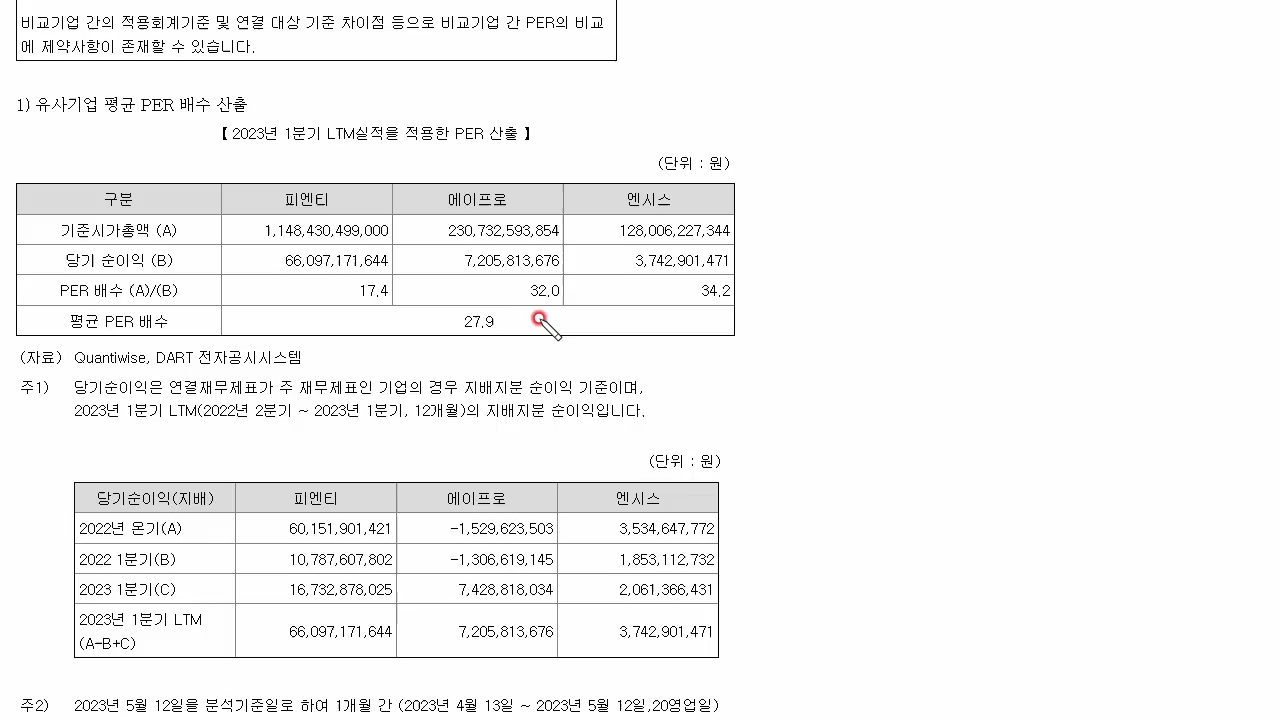 비교기업 간의 적용회계기준 및 연결 대상 기준 차이점 등으로 비교기업 간 PER의 비교
에 제약사항이 존재할 수 있습니다.
1) 유사기업 평균 PER 배수 산출
【 2023년 1분기 LTM실적을 적용한 PER 산출 】
(단위 : 원)
구분 피엔티 에이프로 엔시스
기준시가총액 (A) 1,148,430,499,000 230,732,593,854 128,006,227,344
당기 순이익 (B) 66,097,171,644 7,205,813,676 3,742,901,471
PER 배수 (A)/(B) 17.4 32.0 34.2
평균 PER 배수 27.9
(자료) Quantiwise, DART 전자공시시스템
주1) 당기순이익은 연결재무제표가 주 재무제표인 기업의 경우 지배지분 순이익 기준이며,
2023년 1분기 LTM(2022년 2분기 ~ 2023년 1분기, 12개월)의 지배지분 순이익입니다.
(단위 : 원)
당기순이익(지배) 피엔티 에이프로 엔시스
2022년 온기(A) 60,151,901,421 -1,529,623,503 3,534,647,772
2022 1분기(B) 10,787,607,802 -1,306,619,145 1,853,112,732
2023 1분기(C) 16,732,878,025 7,428,818,034 2,061,366,431
2023년 1분기 LTM
(A-B+C) 66,097,171,644 7,205,813,676 3,742,901,471
주2) 2023년 5월 12일을 분석기준일로 하여 1개월 간 (2023년 4월 13일 ~ 2023년 5월 12일,20영업일)